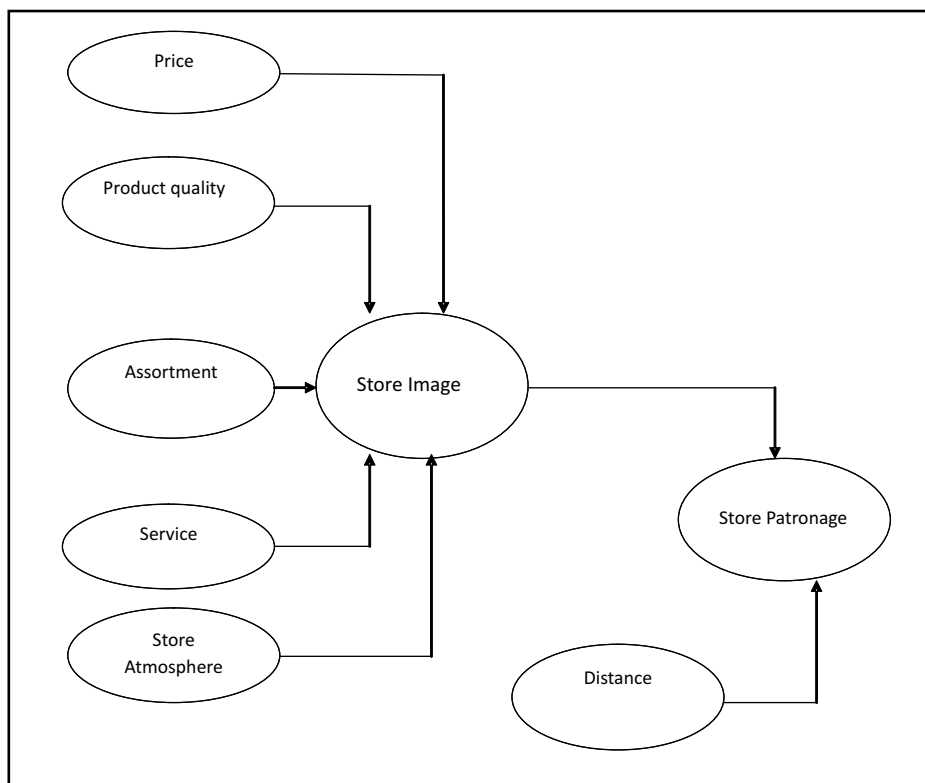 Price
Product quality
Assortment
Store Image
Store Patronage
Service
Store
Atmosphere
Distance